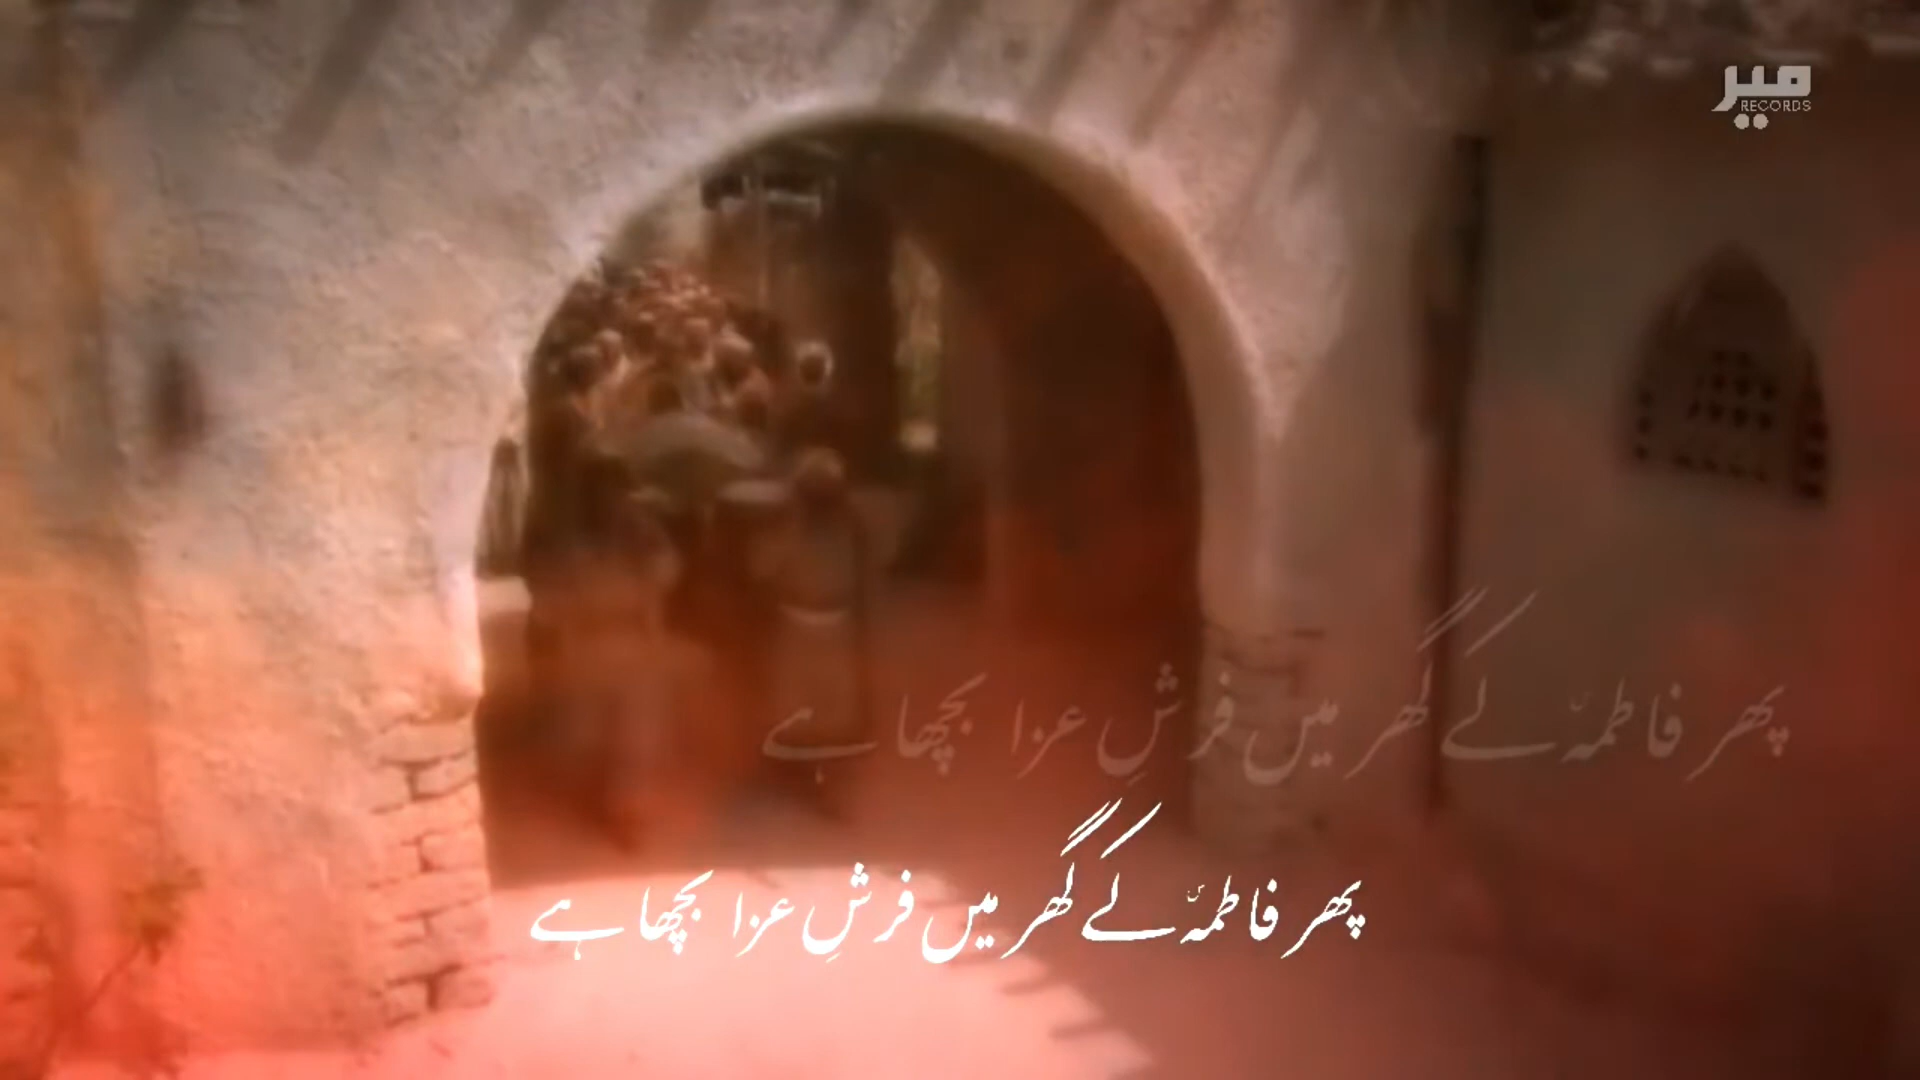 میر
RECORDS
پھر فاطمہؑ کے گھر میں فرشِ عزا بچھا ہے
پھر فاطمہؑ کے گھر میں فرشِ عزا بچھا ہے